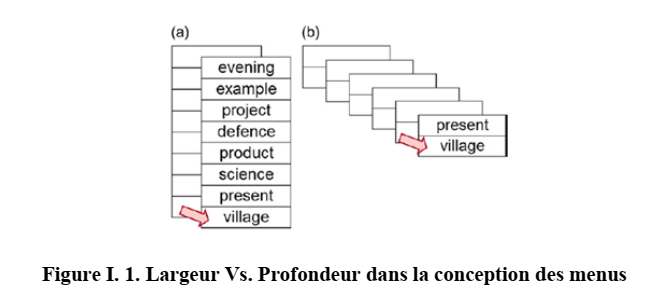 (a)
evening
example
project
defence
product
science
present
village
(b)
present
village
Figure I. 1. Largeur Vs. Profondeur dans la conception des menus